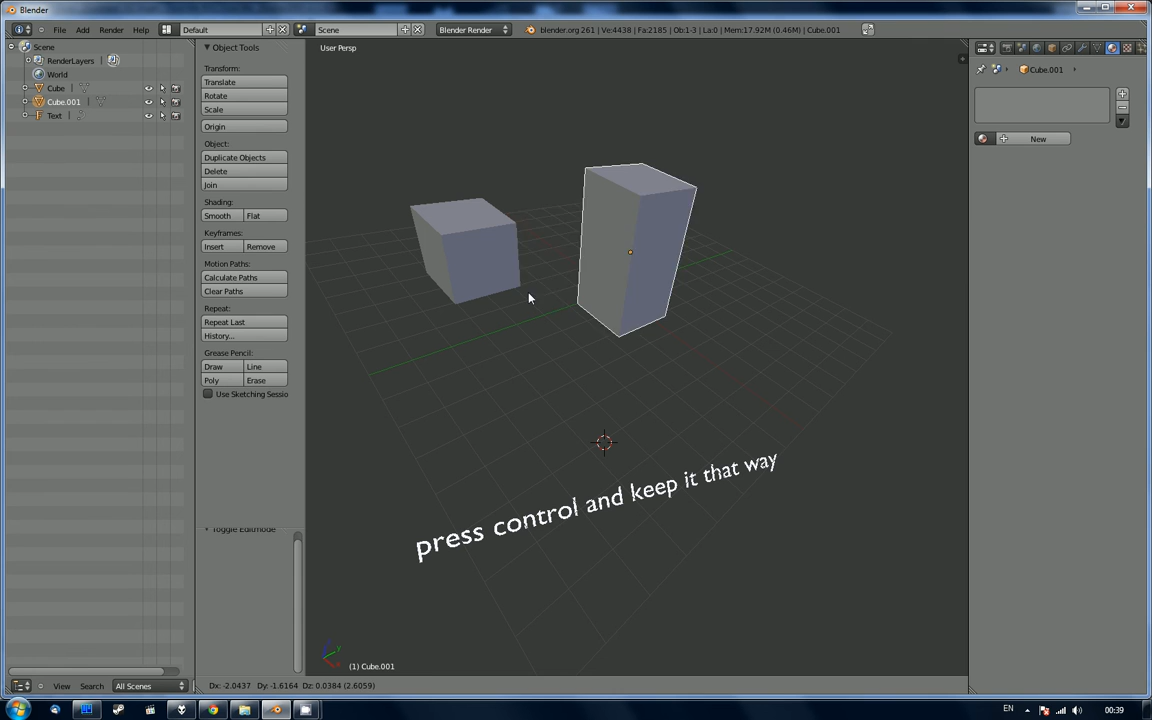 Blender
File Add Render Help Default Scene Blender Render blender.org 261 | Ve:4438 | Fa:2185 | Ob:1-3 | La:0 | Mem:17.92M (0.46M) | Cube.001
Scene
RenderLayers
World
Cube
Cube.001
Text
Object Tools
Transform:
Translate
Rotate
Scale
Origin
Object:
Duplicate Objects
Delete
Join
Shading:
Smooth Flat
Keyframes:
Insert Remove
Motion Paths:
Calculate Paths
Clear Paths
Repeat:
Repeat Last
History...
Grease Pencil:
Draw Line
Poly Erase
Use Sketching Sessio
Toggle Editmode
User Persp
press control and keep it that way
(1) Cube.001
Cube.001
New
View Search All Scenes
Dx: -2.0437 Dy: -1.6164 Dz: 0.0384 (2.6059)
EN 00:39